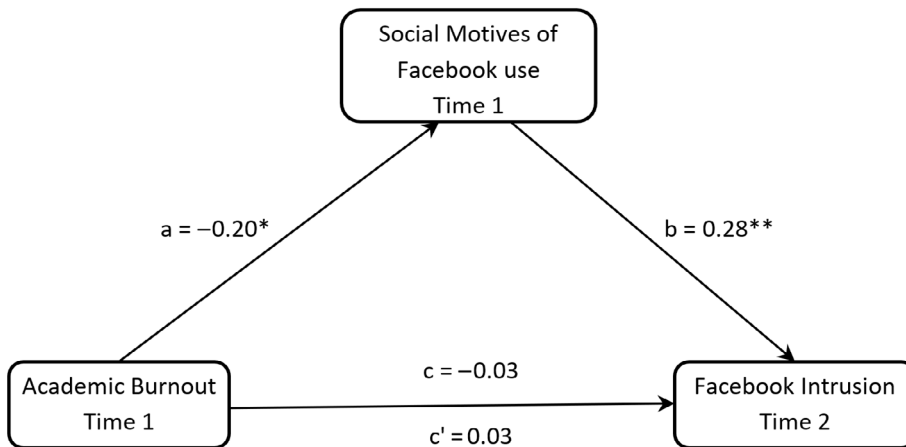 Social Motives of
Facebook use
Time 1
a = −0.20*
b = 0.28**
Academic Burnout
Time 1
c = −0.03
c' = 0.03
Facebook Intrusion
Time 2